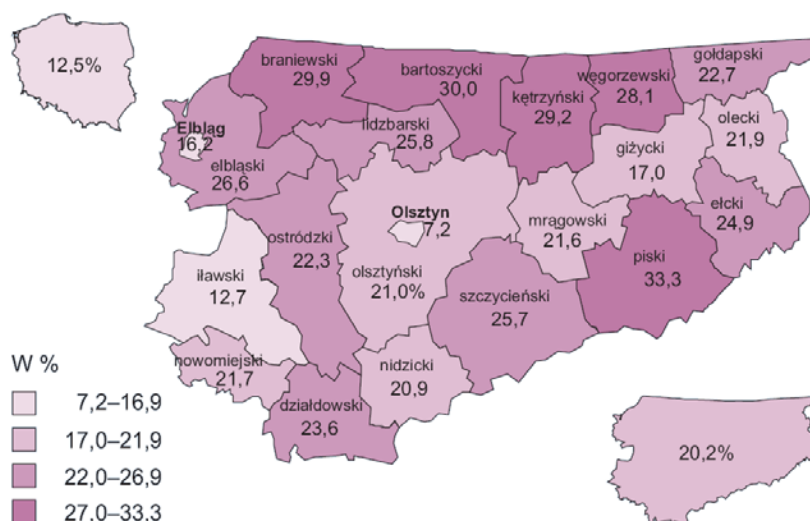 12,5%
braniewski
29,9
bartoszycki
30,0
kętrzyński
29,2
węgorzewski
28,1
gołdapski
22,7
Elbląg
16,2
elbląski
26,6
lidzbarski
25,8
giżycki
17,0
olecki
21,9
ełcki
24,9
Olsztyn
7,2
olsztyński
21,0%
mrągowski
21,6
piski
33,3
ostródzki
22,3
iławski
12,7
szczycieński
25,7
nowomiejski
21,7
nidzicki
20,9
działdowski
23,6
W %
7,2–16,9
17,0–21,9
22,0–26,9
27,0–33,3
20,2%